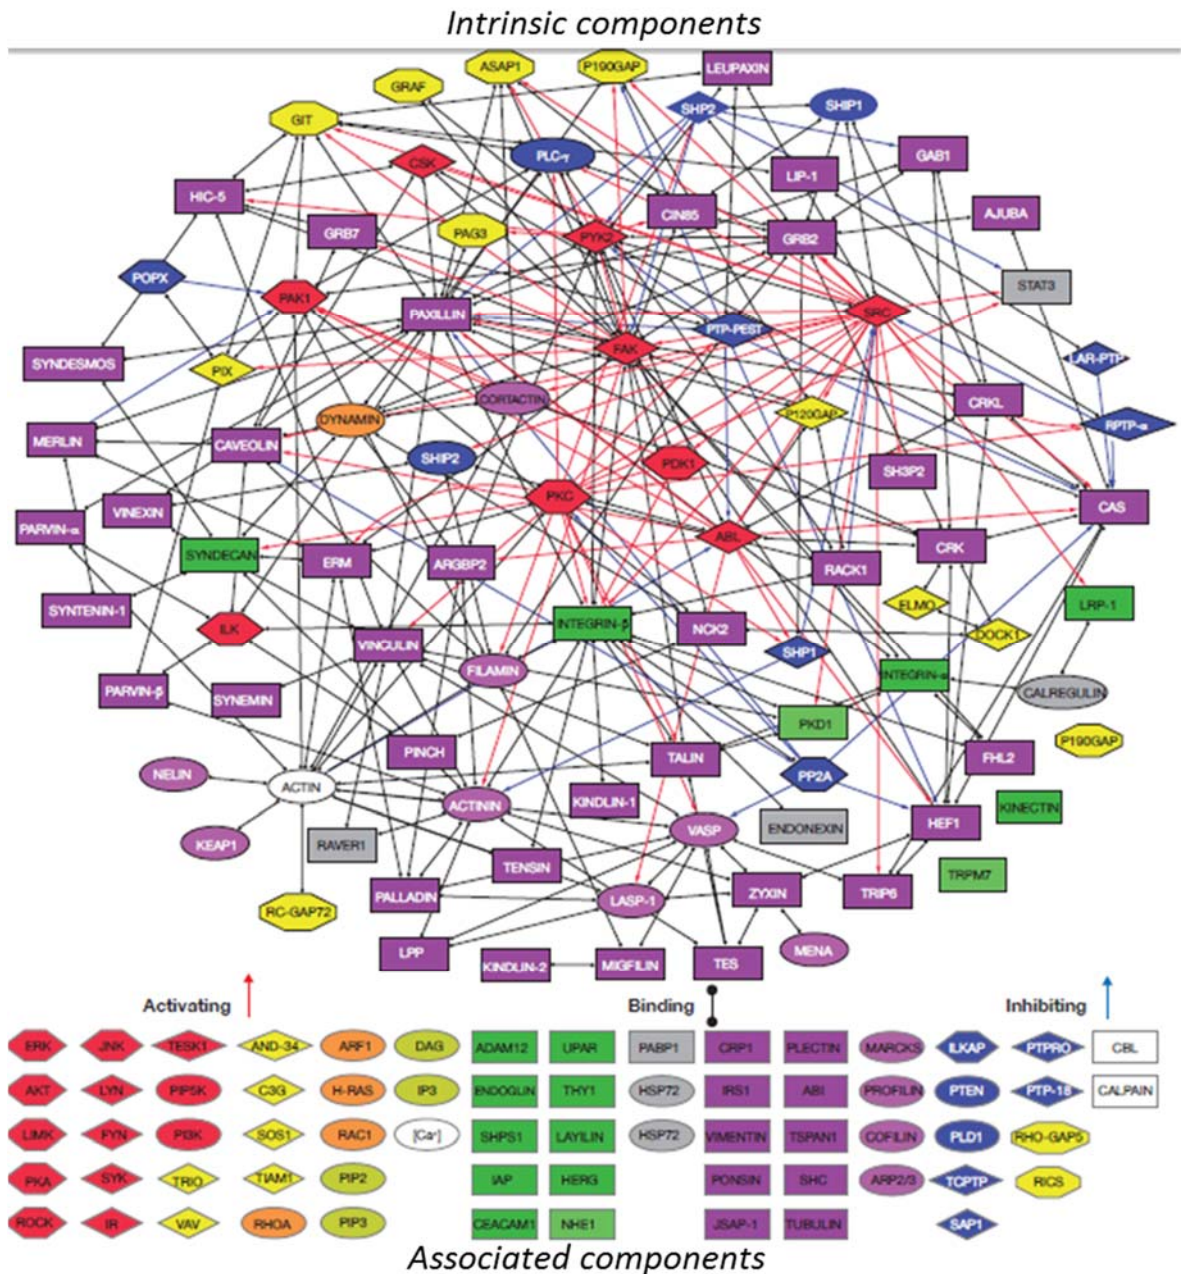 Intrinsic components
ASAP1
P190GAP
LEUPAXIN
GRAF
SHP2
SHIP1
GIT
PLC-γ
GAB1
CSK
LIP-1
HIC-5
CIN85
AJUBA
GRB7
PAG3
PYK2
GRB2
POPX
STAT3
PAK1
PAXILLIN
SRC
PTP-PEST
FAK
SYNDESMOS
LAR-PTP
PIX
CORTACTIN
CRKL
DYNAMIN
P120GAP
RPTP-α
MERLIN
CAVEOLIN
SHIP2
PDK1
SH3P2
PKC
CAS
VINEXIN
PARVIN-α
ABL
CRK
SYNDECAN
ERM
ARGBP2
RACK1
SYNTENIN-1
ELMO
LRP-1
ILK
INTEGRIN-β
NCK2
DOCK1
VINCULIN
SHP1
FILAMIN
INTEGRIN-α
PARVIN-β
SYNEMIN
CALREGULIN
PKD1
P190GAP
PINCH
TALIN
FHL2
NELIN
PP2A
ACTIN
ACTININ
KINDLIN-1
KINECTIN
VASP
ENDONEXIN
HEF1
KEAP1
RAVER1
TENSIN
TRPM7
PALLADIN
LASP-1
ZYXIN
TRIP6
RC-GAP72
LPP
KINDLIN-2
MIGFILIN
TES
MENA
Activating
Binding
Inhibiting
ERK JNK TESK1 AND-34 ARF1 DAG ADAM12 UPAR PABP1 CRP1 PLECTIN MARCKS ILKAP PTPRO CBL
AKT LYN PIP5K C3G H-RAS IP3 ENDOGLIN THY1 HSP72 IRS1 ABI PROFILIN PTEN PTP-18 CALPAIN
LIMK FYN PI3K SOS1 RAC1 SHPS1 LAYILIN HSP72 VIMENTIN TSPAN1 COFILIN PLD1 RHO-GAP5
PKA SYK TRIO TIAM1 PIP2 IAP HERG PONSIN SHC ARP2/3 TCPTP RICS
ROCK IR VAV RHOA PIP3 CEACAM1 NHE1 JSAP-1 TUBULIN SAP1
Associated components